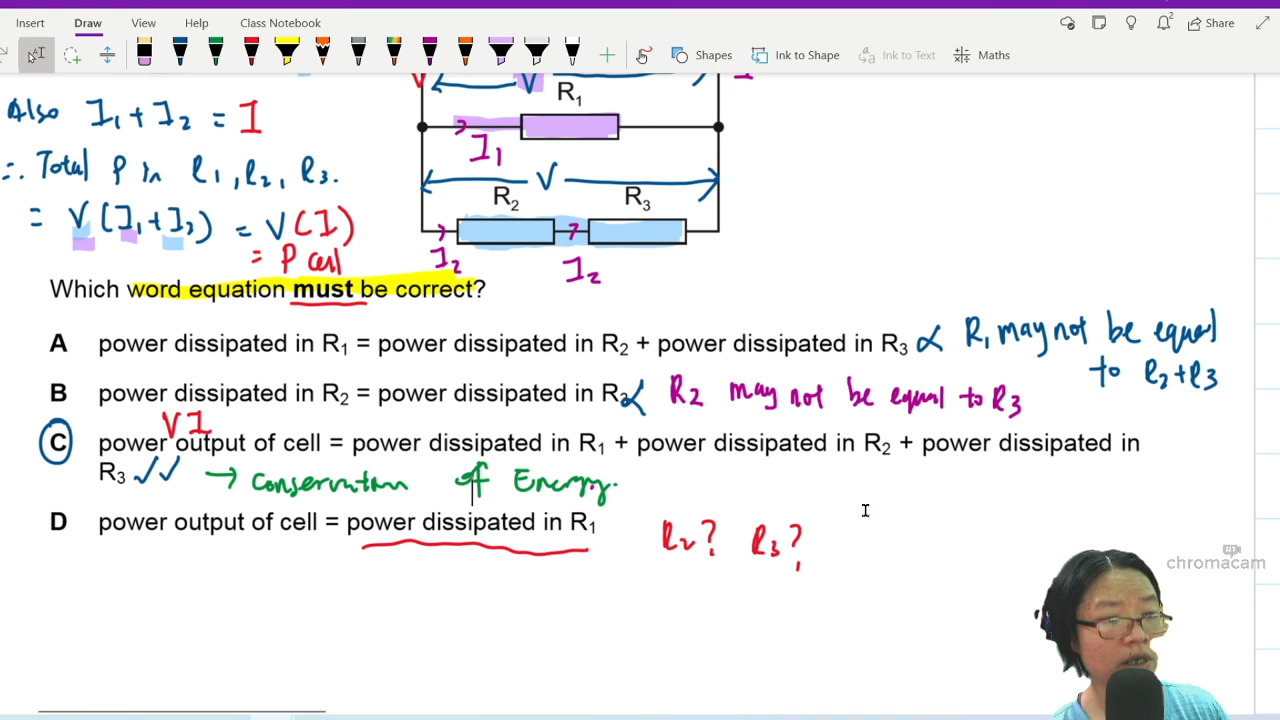 Insert Draw View Help Class Notebook
2 Share
Shapes Ink to Shape Ink to Text Maths
V
R1
Also I1 + I2 = I
I1
∴ Total P in R1, R2, R3.
V
R2 R3
= V (I1 + I2) = V (I)
= P cell
I2
I2
Which word equation must be correct?
A power dissipated in R1 = power dissipated in R2 + power dissipated in R3 R1 may not be equal
to R2+R3
B power dissipated in R2 = power dissipated in R2 may not be equal to R3
VI
C power output of cell = power dissipated in R1 + power dissipated in R2 + power dissipated in
R3 ✓✓ → Conservation of Energy.
D power output of cell = power dissipated in R1 R2? R3?
chromacam